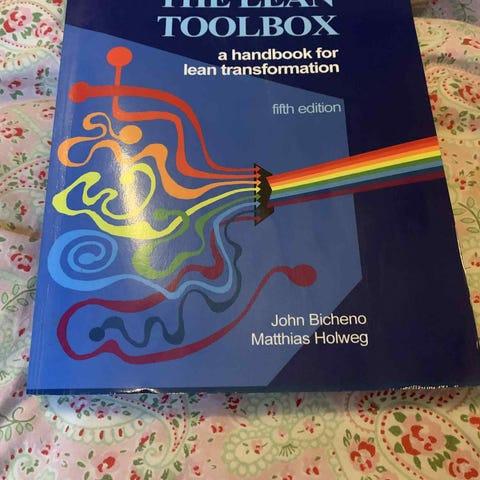 THE LEAN
TOOLBOX
a handbook for
lean transformation
fifth edition
John Bicheno
Matthias Holweg